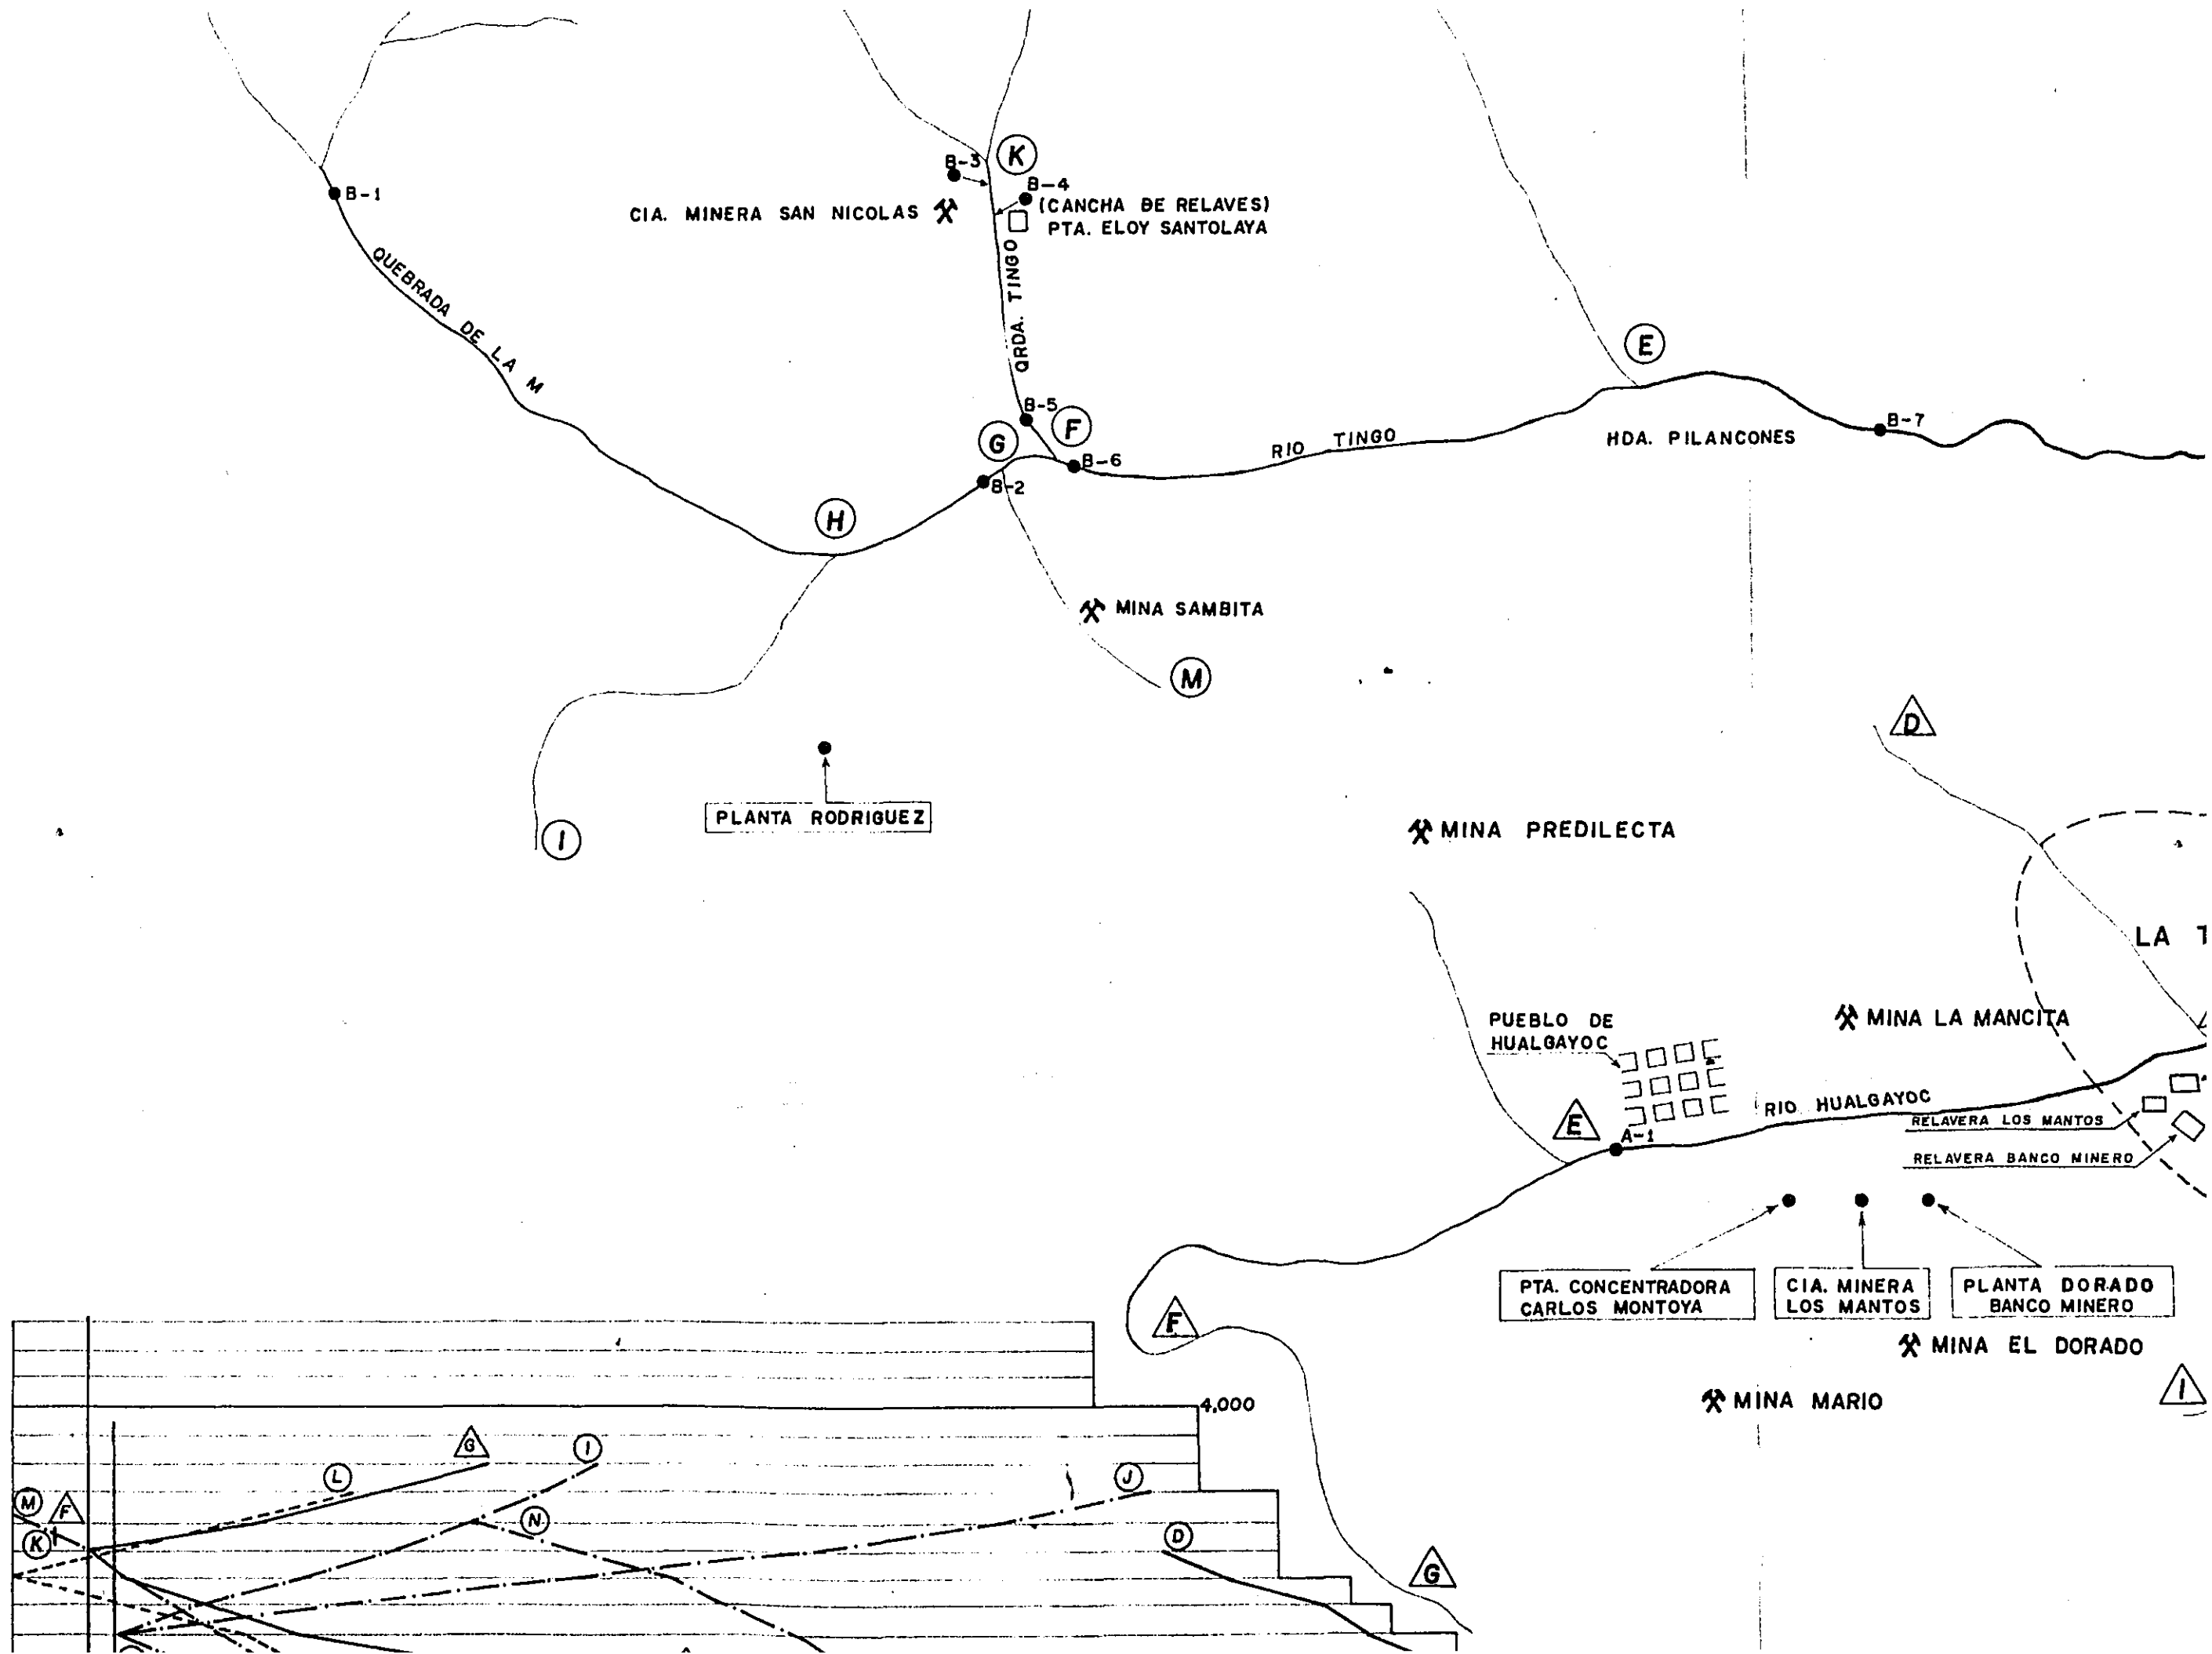 B-3
K
B-1
B-4
CIA. MINERA SAN NICOLAS
(CANCHA DE RELAVES)
PTA. ELOY SANTOLAYA
QUEBRADA DE LA M
QRDA. TINGO
E
B-5
F
G
RIO TINGO
HDA. PILANCONES
B-7
B-6
B-2
H
MINA SAMBITA
M
D
PLANTA RODRIGUEZ
I
MINA PREDILECTA
LA T
PUEBLO DE
HUALGAYOC
MINA LA MANCITA
RIO HUALGAYOC
E
A-1
RELAVERA LOS MANTOS
RELAVERA BANCO MINERO
PTA. CONCENTRADORA
CARLOS MONTOYA
CIA. MINERA
LOS MANTOS
PLANTA DORADO
BANCO MINERO
F
MINA EL DORADO
MINA MARIO
I
4,000
G
I
L
J
M
F
N
K
D
G